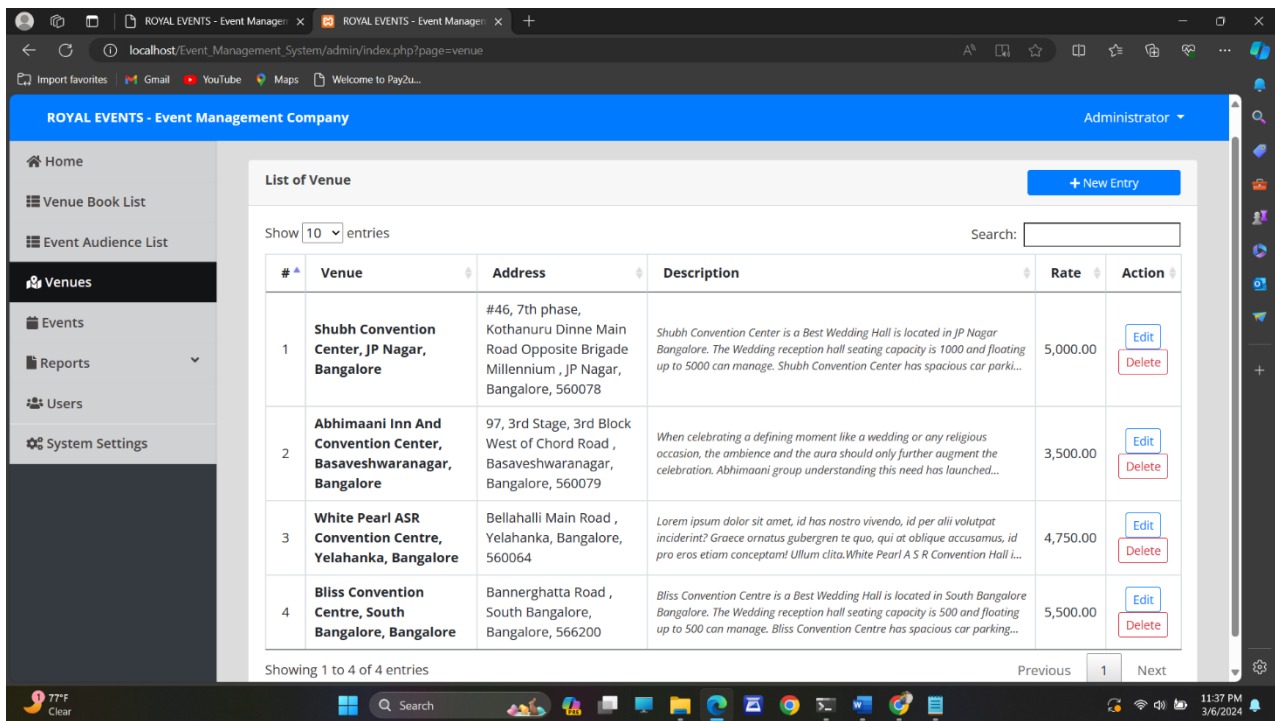 ROYAL EVENTS - Event Managen
ROYAL EVENTS - Event Managen
localhost/Event_Management_System/admin/index.php?page=venue
Import favorites
Gmail
YouTube
Maps
Welcome to Pay2u...
ROYAL EVENTS - Event Management Company
Administrator
Home
Venue Book List
Event Audience List
Venues
Events
Reports
Users
System Settings
List of Venue
+ New Entry
Show 10 entries
Search:
# Venue Address Description Rate Action
1
Shubh Convention
Center, JP Nagar,
Bangalore
#46, 7th phase,
Kothanuru Dinne Main
Road Opposite Brigade
Millennium , JP Nagar,
Bangalore, 560078
Shubh Convention Center is a Best Wedding Hall is located in JP Nagar
Bangalore. The Wedding reception hall seating capacity is 1000 and floating
up to 5000 can manage. Shubh Convention Center has spacious car parki...
5,000.00
Edit
Delete
2
Abhimaani Inn And
Convention Center,
Basaveshwaranagar,
Bangalore
97, 3rd Stage, 3rd Block
West of Chord Road ,
Basaveshwaranagar,
Bangalore, 560079
When celebrating a defining moment like a wedding or any religious
occasion, the ambience and the aura should only further augment the
celebration. Abhimaani group understanding this need has launched...
3,500.00
Edit
Delete
3
White Pearl ASR
Convention Centre,
Yelahanka, Bangalore
Bellahalli Main Road ,
Yelahanka, Bangalore,
560064
Lorem ipsum dolor sit amet, id has nostro vivendo, id per alii volutpat
inciderint? Graece ornatus gubergren te quo, qui at oblique accusamus, id
pro eros etiam conceptam! Ullum clita.White Pearl A S R Convention Hall i...
4,750.00
Edit
Delete
4
Bliss Convention
Centre, South
Bangalore, Bangalore
Bannerghatta Road ,
South Bangalore,
Bangalore, 566200
Bliss Convention Centre is a Best Wedding Hall is located in South Bangalore
Bangalore. The Wedding reception hall seating capacity is 500 and floating
up to 500 can manage. Bliss Convention Centre has spacious car parking...
5,500.00
Edit
Delete
Showing 1 to 4 of 4 entries
Previous 1 Next
1
77°F
Clear
Search
11:37 PM
3/6/2024